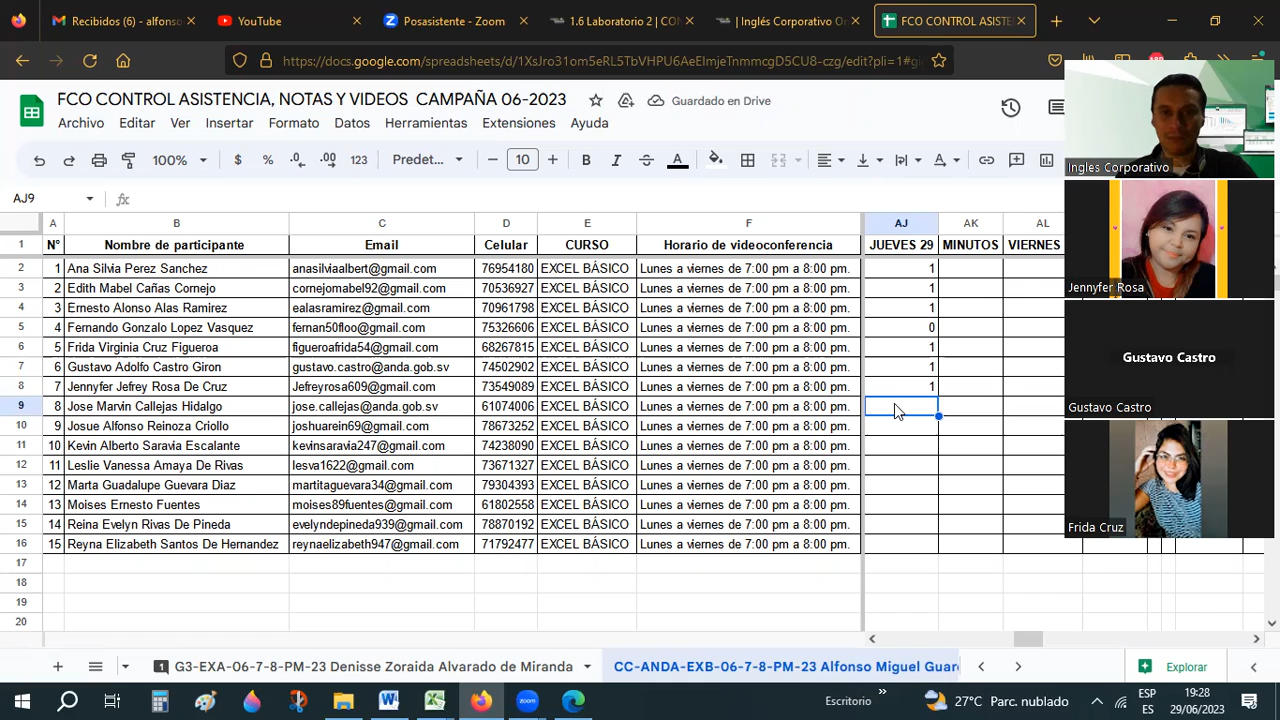 Recibidos (6) - alfonso
YouTube
Posasistente - Zoom
1.6 Laboratorio 2 | CON
| Inglés Corporativo On
FCO CONTROL ASISTE
https://docs.google.com/spreadsheets/d/1XsJro31om5eRL5TbVHPU6AeEImjeTnmmcgD5CU8-czg/edit?pli=1#g
FCO CONTROL ASISTENCIA, NOTAS Y VIDEOS CAMPAÑA 06-2023
Guardado en Drive
Archivo Editar Ver Insertar Formato Datos Herramientas Extensiones Ayuda
100% $ % .0 .00 123 Predet... 10 B I A
AJ9 fx
A B C D E F AJ AK AL
1 N° Nombre de participante Email Celular CURSO Horario de videoconferencia JUEVES 29 MINUTOS VIERNES
2 1 Ana Silvia Perez Sanchez anasilviaalbert@gmail.com 76954180 EXCEL BÁSICO Lunes a viernes de 7:00 pm a 8:00 pm. 1
3 2 Edith Mabel Cañas Cornejo cornejomabel92@gmail.com 70536927 EXCEL BÁSICO Lunes a viernes de 7:00 pm a 8:00 pm. 1
4 3 Ernesto Alonso Alas Ramirez ealasramirez@gmail.com 70961798 EXCEL BÁSICO Lunes a viernes de 7:00 pm a 8:00 pm. 1
5 4 Fernando Gonzalo Lopez Vasquez fernan50floo@gmail.com 75326606 EXCEL BÁSICO Lunes a viernes de 7:00 pm a 8:00 pm. 0
6 5 Frida Virginia Cruz Figueroa figueroafrida54@gmail.com 68267815 EXCEL BÁSICO Lunes a viernes de 7:00 pm a 8:00 pm. 1
7 6 Gustavo Adolfo Castro Giron gustavo.castro@anda.gob.sv 74502902 EXCEL BÁSICO Lunes a viernes de 7:00 pm a 8:00 pm. 1
8 7 Jennyfer Jefrey Rosa De Cruz Jefreyrosa609@gmail.com 73549089 EXCEL BÁSICO Lunes a viernes de 7:00 pm a 8:00 pm. 1
9 8 Jose Marvin Callejas Hidalgo jose.callejas@anda.gob.sv 61074006 EXCEL BÁSICO Lunes a viernes de 7:00 pm a 8:00 pm.
10 9 Josue Alfonso Reinoza Criollo joshuarein69@gmail.com 78673252 EXCEL BÁSICO Lunes a viernes de 7:00 pm a 8:00 pm.
11 10 Kevin Alberto Saravia Escalante kevinsaravia247@gmail.com 74238090 EXCEL BÁSICO Lunes a viernes de 7:00 pm a 8:00 pm.
12 11 Leslie Vanessa Amaya De Rivas lesva1622@gmail.com 73671327 EXCEL BÁSICO Lunes a viernes de 7:00 pm a 8:00 pm.
13 12 Marta Guadalupe Guevara Diaz martitaguevara34@gmail.com 79304393 EXCEL BÁSICO Lunes a viernes de 7:00 pm a 8:00 pm.
14 13 Moises Ernesto Fuentes moises89fuentes@gmail.com 61802558 EXCEL BÁSICO Lunes a viernes de 7:00 pm a 8:00 pm.
15 14 Reina Evelyn Rivas De Pineda evelyndepineda939@gmail.com 78870192 EXCEL BÁSICO Lunes a viernes de 7:00 pm a 8:00 pm.
16 15 Reyna Elizabeth Santos De Hernandez reynaelizabeth947@gmail.com 71792477 EXCEL BÁSICO Lunes a viernes de 7:00 pm a 8:00 pm.
17
18
19
20
Ingles Corporativo
Jennyfer Rosa
Gustavo Castro
Gustavo Castro
Frida Cruz
1 G3-EXA-06-7-8-PM-23 Denisse Zoraida Alvarado de Miranda
CC-ANDA-EXB-06-7-8-PM-23 Alfonso Miguel Guar
Explorar
zoom
Escritorio
27°C Parc. nublado
ESP
ES
19:28
29/06/2023